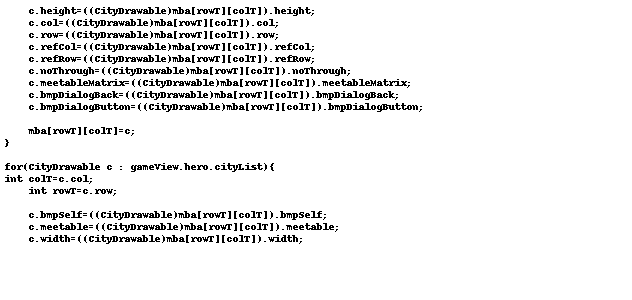 c.height=((CityDrawable)mba[rowT][colT]).height;
c.col=((CityDrawable)mba[rowT][colT]).col;
c.row=((CityDrawable)mba[rowT][colT]).row;
c.refCol=((CityDrawable)mba[rowT][colT]).refCol;
c.refRow=((CityDrawable)mba[rowT][colT]).refRow;
c.noThrough=((CityDrawable)mba[rowT][colT]).noThrough;
c.meetableMatrix=((CityDrawable)mba[rowT][colT]).meetableMatrix;
c.bmpDialogBack=((CityDrawable)mba[rowT][colT]).bmpDialogBack;
c.bmpDialogButton=((CityDrawable)mba[rowT][colT]).bmpDialogButton;
mba[rowT][colT]=c;
}
for(CityDrawable c : gameView.hero.cityList){
int colT=c.col;
int rowT=c.row;
c.bmpSelf=((CityDrawable)mba[rowT][colT]).bmpSelf;
c.meetable=((CityDrawable)mba[rowT][colT]).meetable;
c.width=((CityDrawable)mba[rowT][colT]).width;